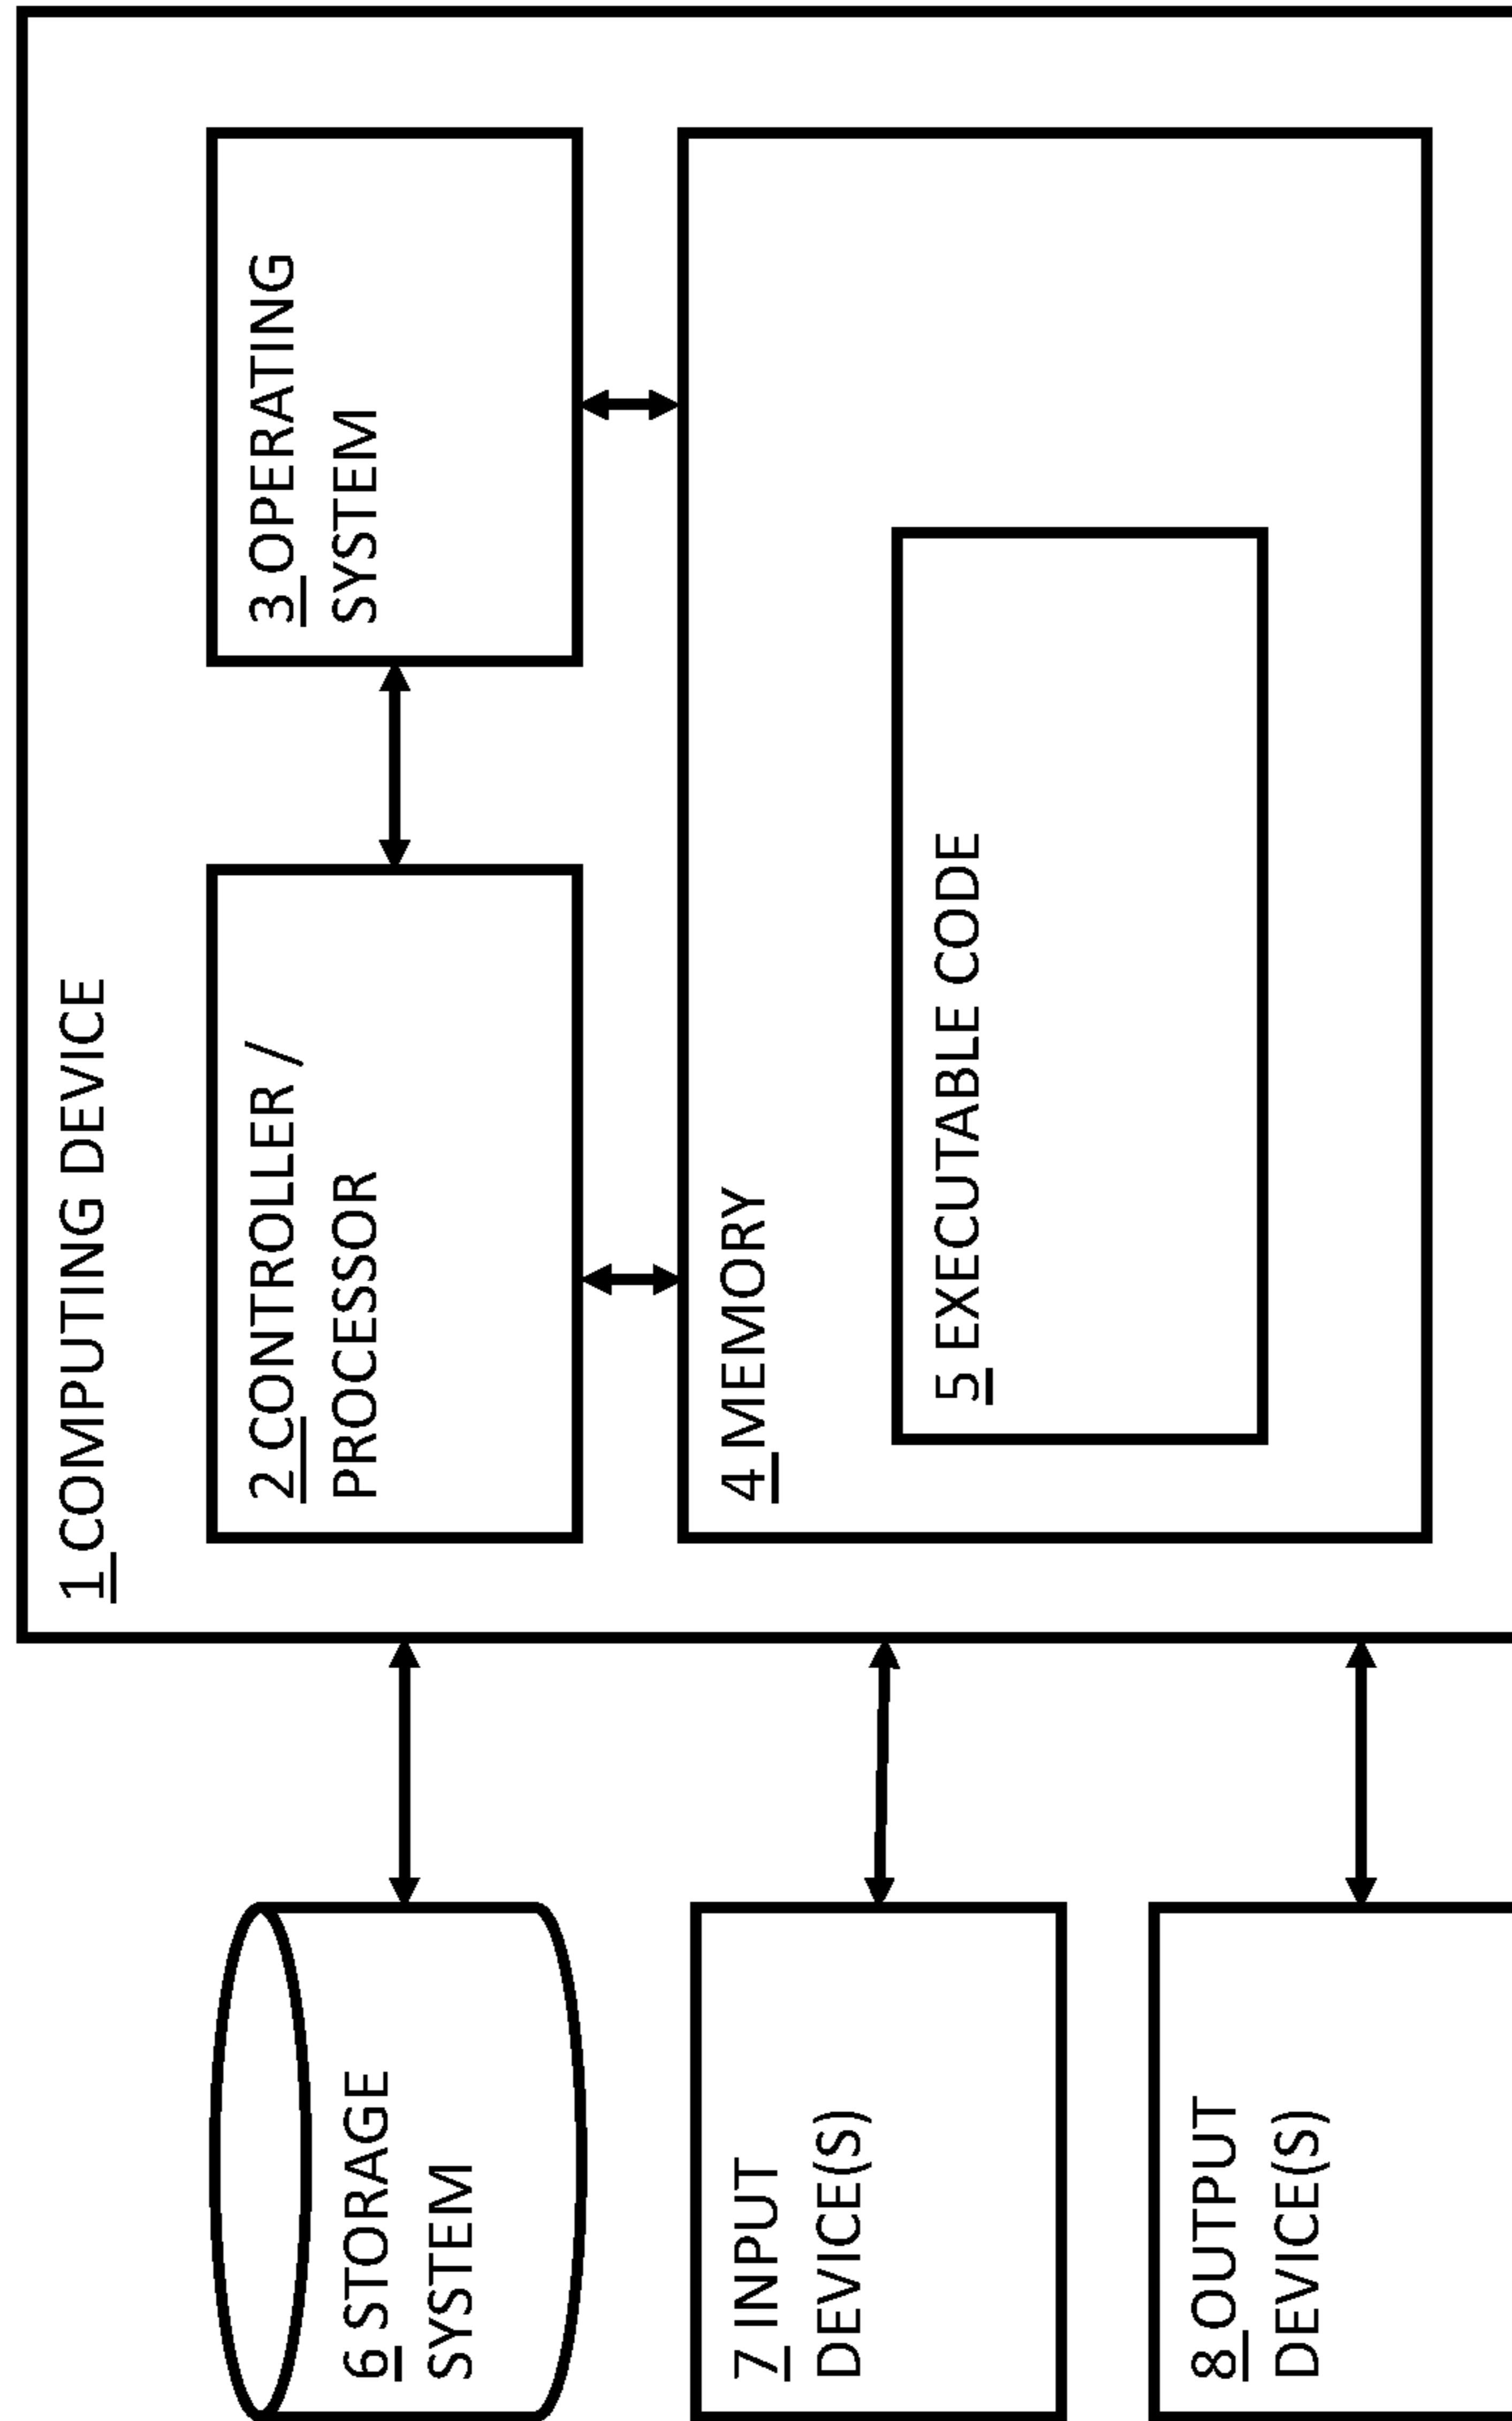 1 COMPUTING DEVICE
2 CONTROLLER /
PROCESSOR
3 OPERATING
SYSTEM
4 MEMORY
5 EXECUTABLE CODE
6 STORAGE
SYSTEM
7 INPUT
DEVICE(S)
8 OUTPUT
DEVICE(S)